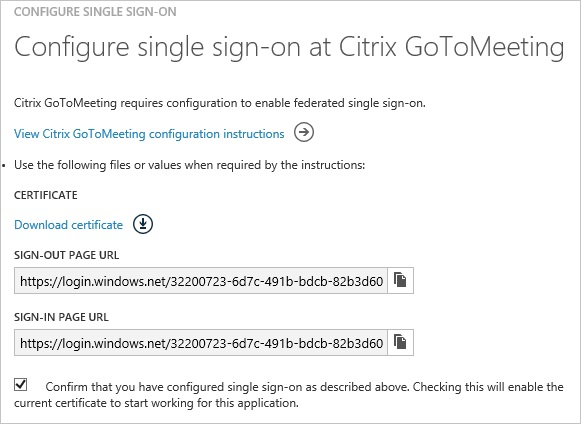 CONFIGURE SINGLE SIGN-ON
Configure single sign-on at Citrix GoToMeeting
Citrix GoToMeeting requires configuration to enable federated single sign-on.
View Citrix GoToMeeting configuration instructions
• Use the following files or values when required by the instructions:
CERTIFICATE
Download certificate
SIGN-OUT PAGE URL
https://login.windows.net/32200723-6d7c-491b-bdcb-82b3d60
SIGN-IN PAGE URL
https://login.windows.net/32200723-6d7c-491b-bdcb-82b3d60
Confirm that you have configured single sign-on as described above. Checking this will enable the
current certificate to start working for this application.